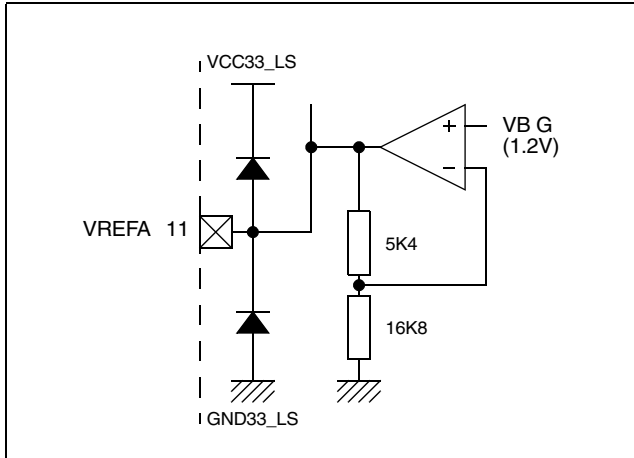 VCC33_LS
+
VB G
(1.2V)
−
VREFA 11
5K4
16K8
GND33_LS